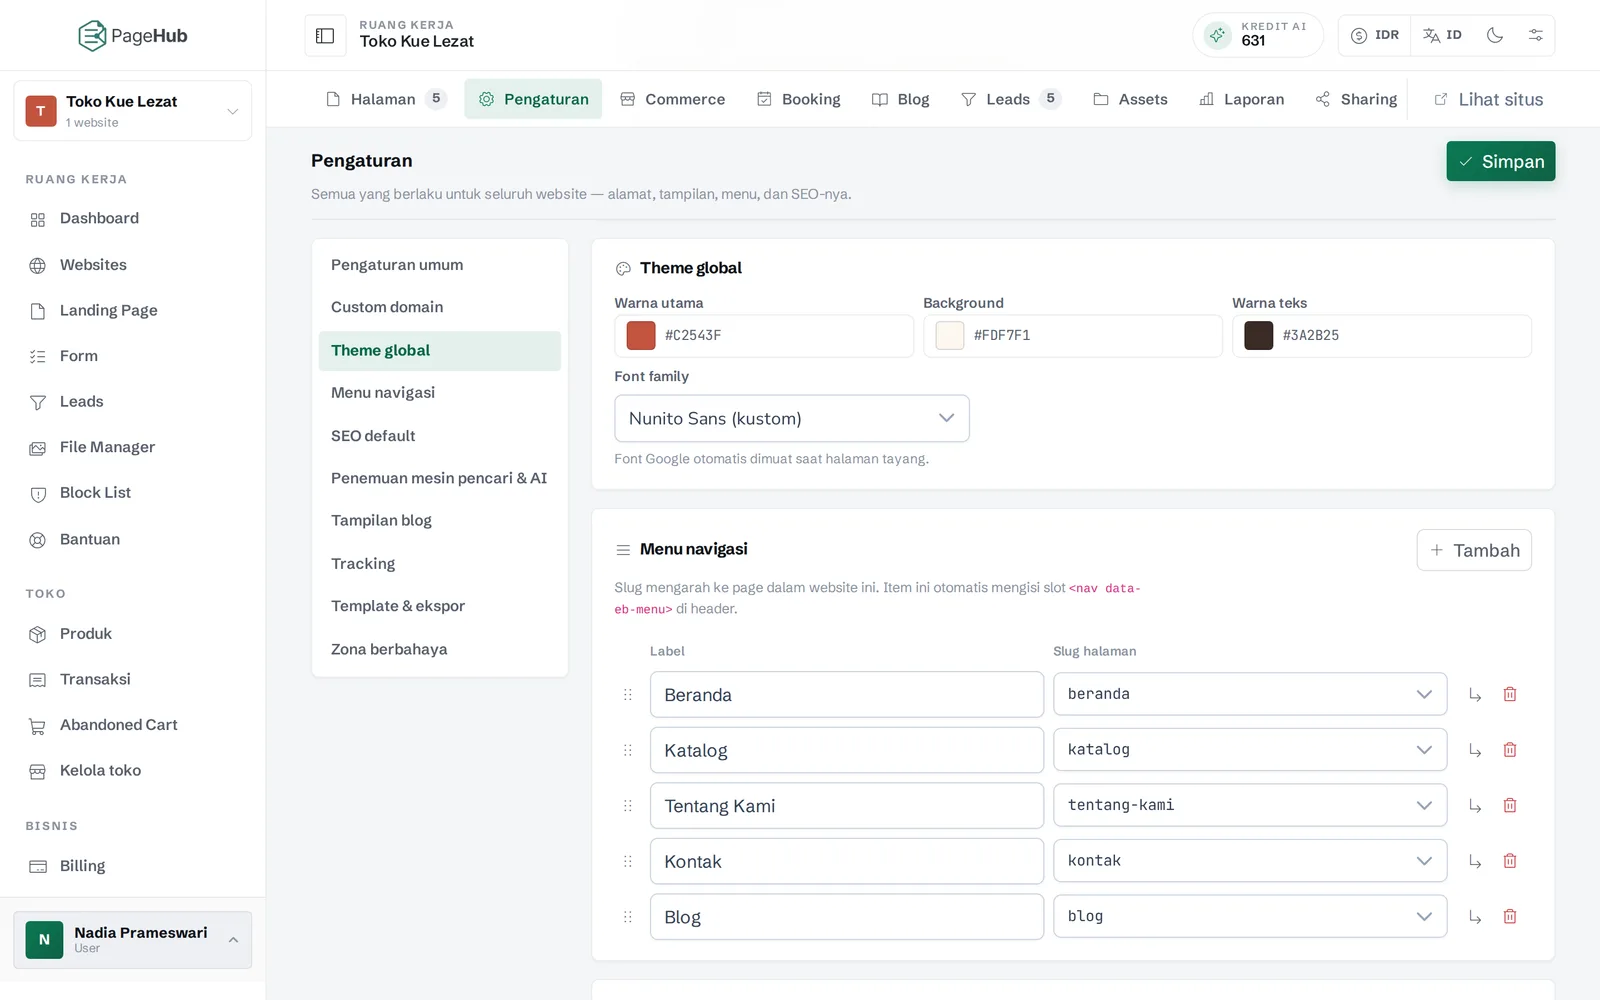 PageHub
T
Toko Kue Lezat
1 website
RUANG KERJA
Dashboard
Websites
Landing Page
Form
Leads
File Manager
Block List
Bantuan
TOKO
Produk
Transaksi
Abandoned Cart
Kelola toko
BISNIS
Billing
N
Nadia Prameswari
User
RUANG KERJA
Toko Kue Lezat
KREDIT AI
631
IDR
ID
Halaman 5
Pengaturan
Commerce
Booking
Blog
Leads 5
Assets
Laporan
Sharing
Lihat situs
Pengaturan
Semua yang berlaku untuk seluruh website — alamat, tampilan, menu, dan SEO-nya.
Simpan
Pengaturan umum
Custom domain
Theme global
Menu navigasi
SEO default
Penemuan mesin pencari & AI
Tampilan blog
Tracking
Template & ekspor
Zona berbahaya
Theme global
Warna utama
#C2543F
Background
#FDF7F1
Warna teks
#3A2B25
Font family
Nunito Sans (kustom)
Font Google otomatis dimuat saat halaman tayang.
Menu navigasi
Tambah
Slug mengarah ke page dalam website ini. Item ini otomatis mengisi slot <nav data-
eb-menu> di header.
Label
Slug halaman
Beranda
beranda
Katalog
katalog
Tentang Kami
tentang-kami
Kontak
kontak
Blog
blog